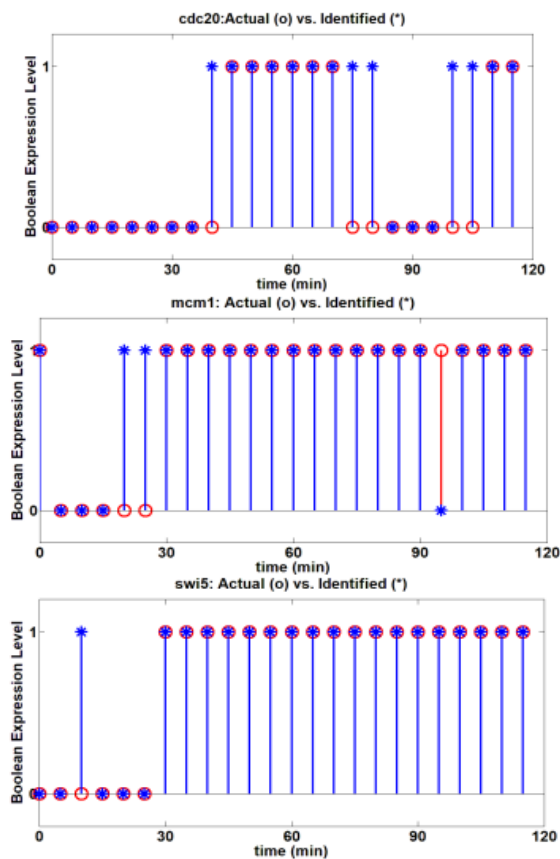 cdc20:Actual (o) vs. Identified (*)
Boolean Expression Level
1
0
0 30 60 90 120
time (min)
mcm1: Actual (o) vs. Identified (*)
Boolean Expression Level
0
0 30 60 90 120
time (min)
swi5: Actual (o) vs. Identified (*)
Boolean Expression Level
1
0
0 30 60 90 120
time (min)